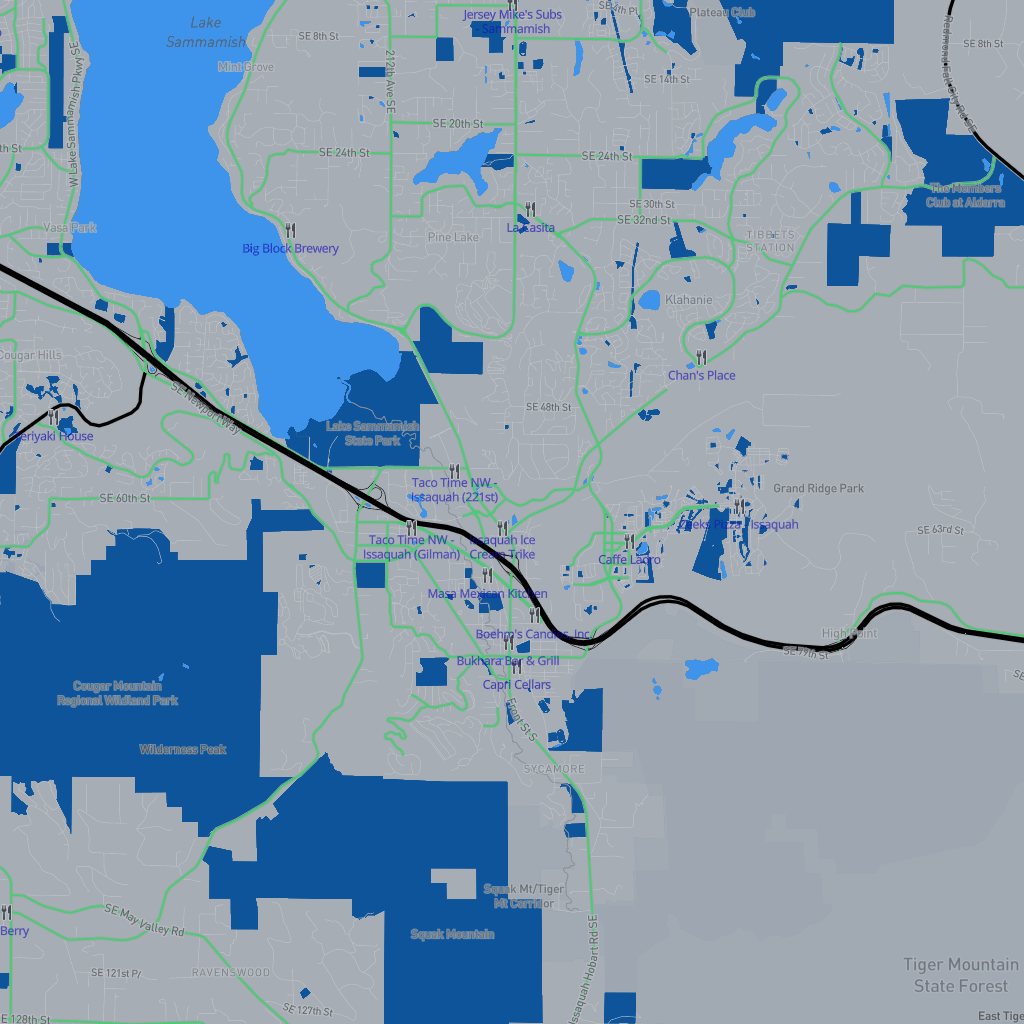 Jersey Mike's Subs
- Sammamish
SE 4th Pl
Plateau Club
Lake
Sammamish
SE 8th St
SE 8th St
Mint Grove
212th Ave SE
SE 14th St
W Lake Sammamish Pkwy SE
Redmond Fall City Rd SE
SE 20th St
th St
SE 24th St
SE 24th St
The Members
Club at Aldarra
SE 30th St
SE 32nd St
La Casita
Vasa Park
Pine Lake
TIBBETS
STATION
Big Block Brewery
Klahanie
Cougar Hills
Chan's Place
SE Newport Way
SE 48th St
Lake Sammamish
State Park
eriyaki House
Taco Time NW -
Issaquah (221st)
Grand Ridge Park
SE 60th St
Zeeks Pizza - Issaquah
SE 63rd St
Taco Time NW -
Issaquah (Gilman)
Issaquah Ice
Cream Trike
Caffe Ladro
Masa Mexican Kitchen
Boehm's Candies, Inc.
High Point
SE 77th St
Bukhara Bar & Grill
Capri Cellars
SE
Cougar Mountain
Regional Wildland Park
Front St S
Wilderness Peak
SYCAMORE
Squak Mt/Tiger
Mt Corridor
SE May Valley Rd
Berry
Squak Mountain
Issaquah Hobart Rd SE
SE 121st Pl
RAVENSWOOD
Tiger Mountain
State Forest
SE 127th St
SE 128th St
East Tige